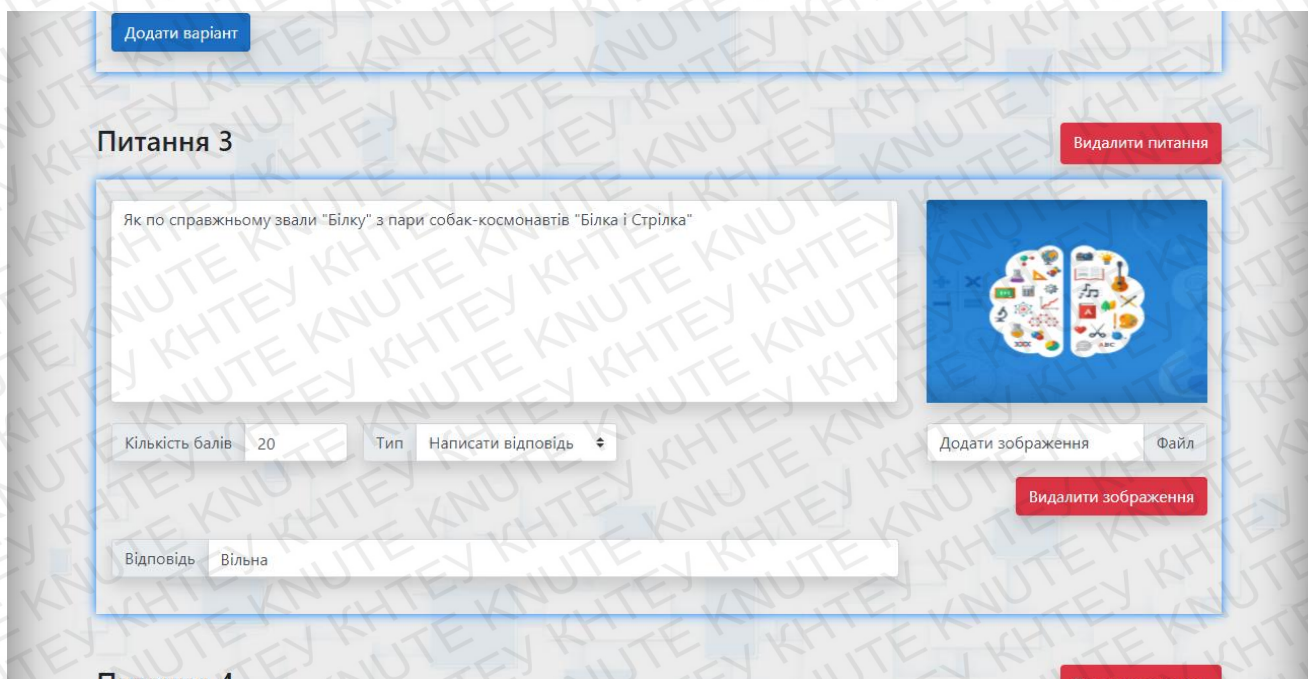 Додати варіант
Питання 3
Видалити питання
Як по справжньому звали "Білку" з пари собак-космонавтів "Білка і Стрілка"
Кількість балів 20 Тип Написати відповідь
Додати зображення Файл
Видалити зображення
Відповідь Вільна